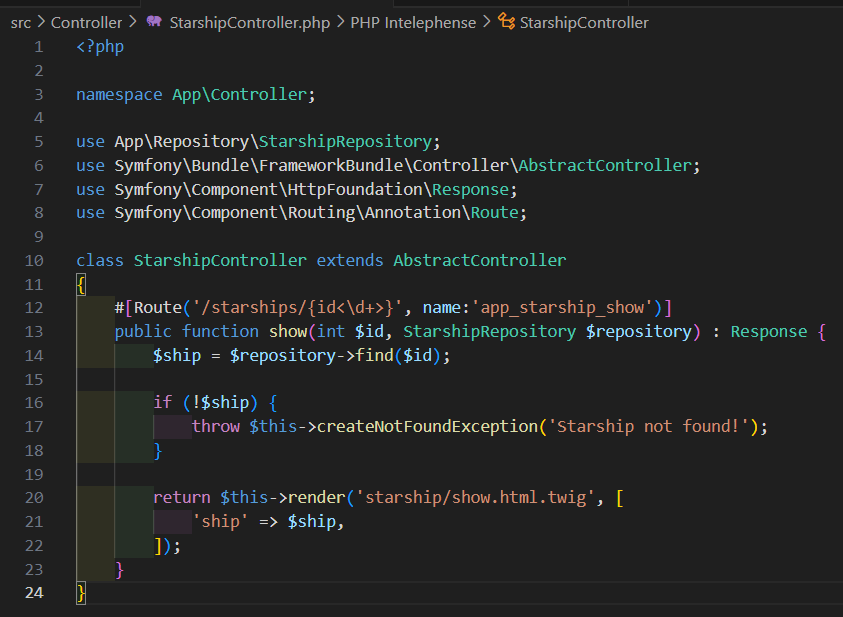 src > Controller > StarshipController.php > PHP Intelephense > StarshipController
1 <?php
2
3 namespace App\Controller;
4
5 use App\Repository\StarshipRepository;
6 use Symfony\Bundle\FrameworkBundle\Controller\AbstractController;
7 use Symfony\Component\HttpFoundation\Response;
8 use Symfony\Component\Routing\Annotation\Route;
9
10 class StarshipController extends AbstractController
11 {
12     #[Route('/starships/{id<\d+>}', name:'app_starship_show')]
13     public function show(int $id, StarshipRepository $repository) : Response {
14         $ship = $repository->find($id);
15
16         if (!$ship) {
17             throw $this->createNotFoundException('Starship not found!');
18         }
19
20         return $this->render('starship/show.html.twig', [
21             'ship' => $ship,
22         ]);
23     }
24 }